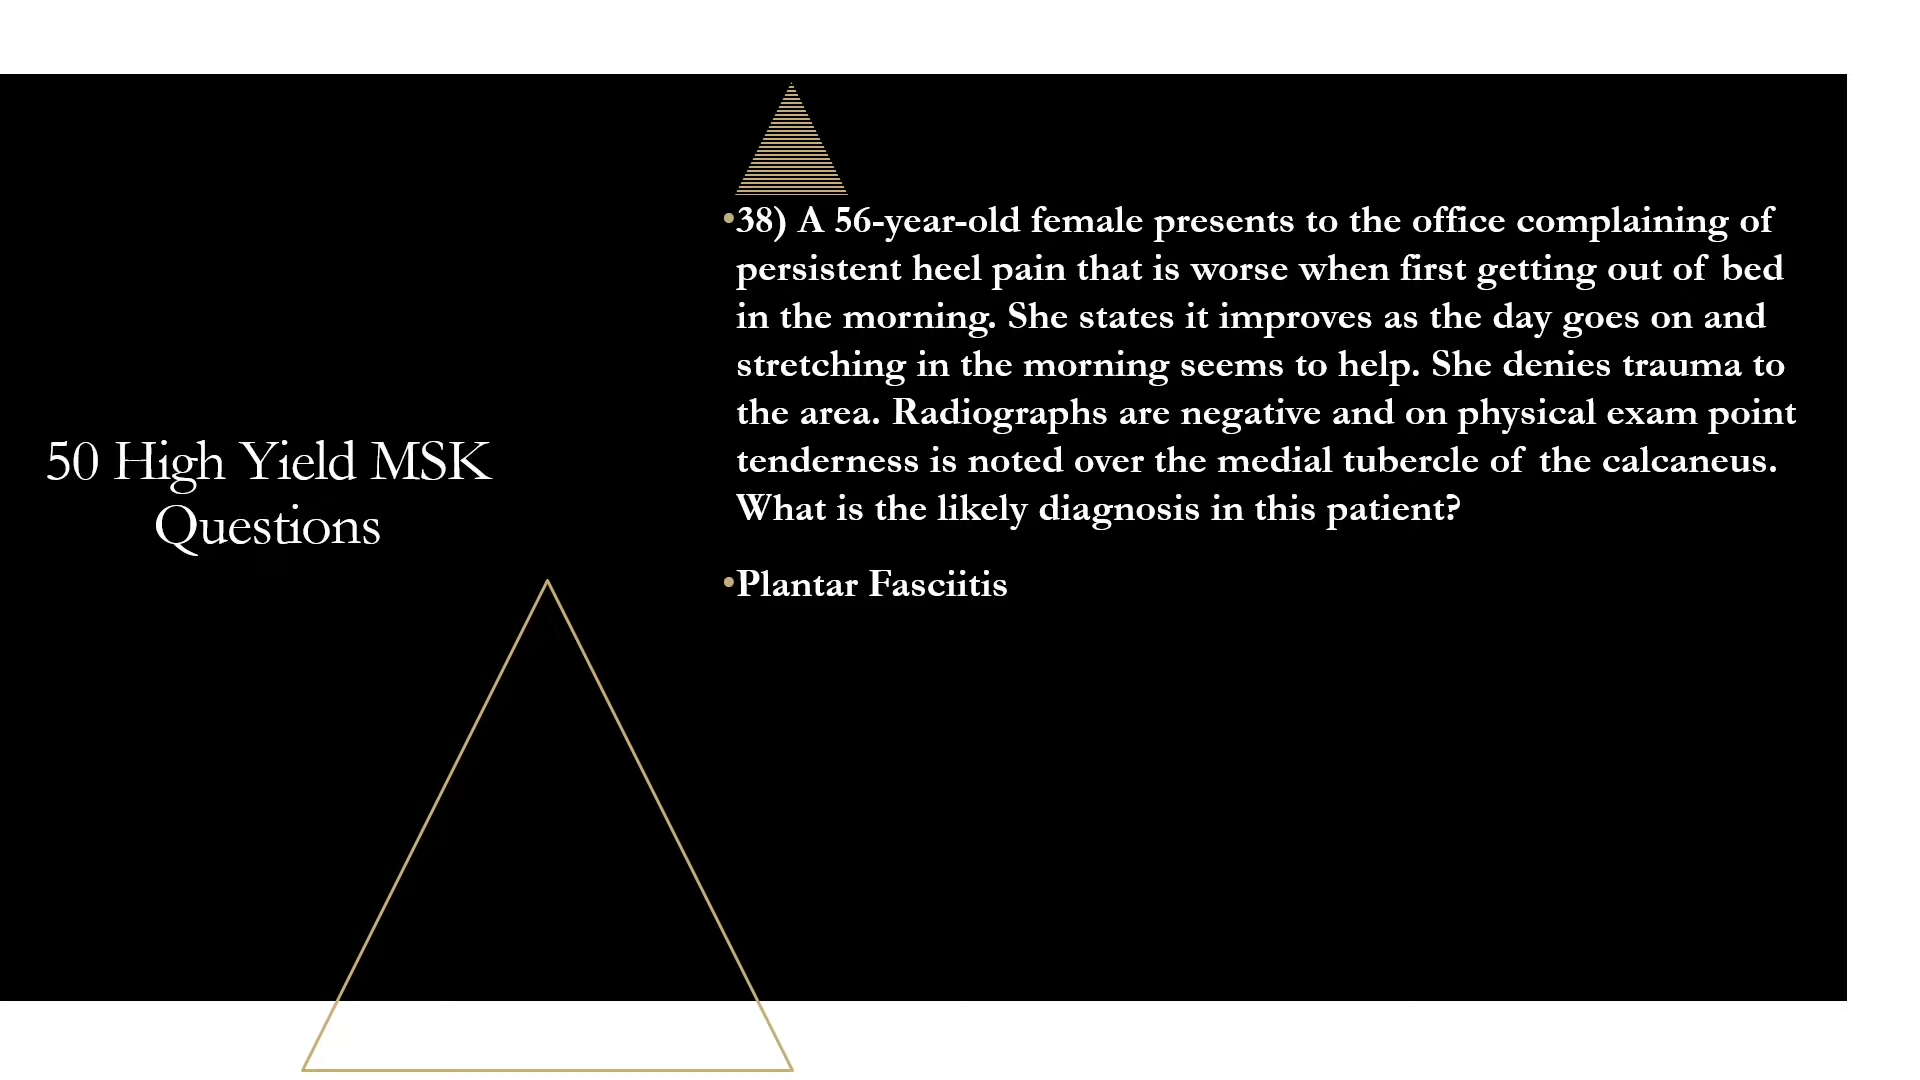 50 High Yield MSK
Questions
•38) A 56-year-old female presents to the office complaining of
persistent heel pain that is worse when first getting out of bed
in the morning. She states it improves as the day goes on and
stretching in the morning seems to help. She denies trauma to
the area. Radiographs are negative and on physical exam point
tenderness is noted over the medial tubercle of the calcaneus.
What is the likely diagnosis in this patient?
•Plantar Fasciitis